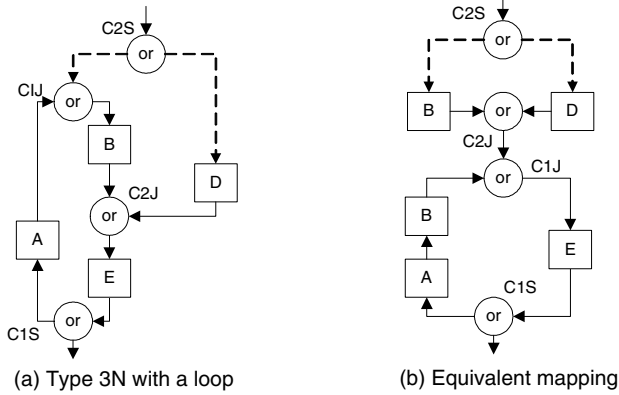 C2S
or
CIJ
or
B
C2J
D
or
A
E
C1S
or
(a) Type 3N with a loop
C2S
or
B
or
D
C2J
C1J
or
B
E
A
C1S
or
(b) Equivalent mapping